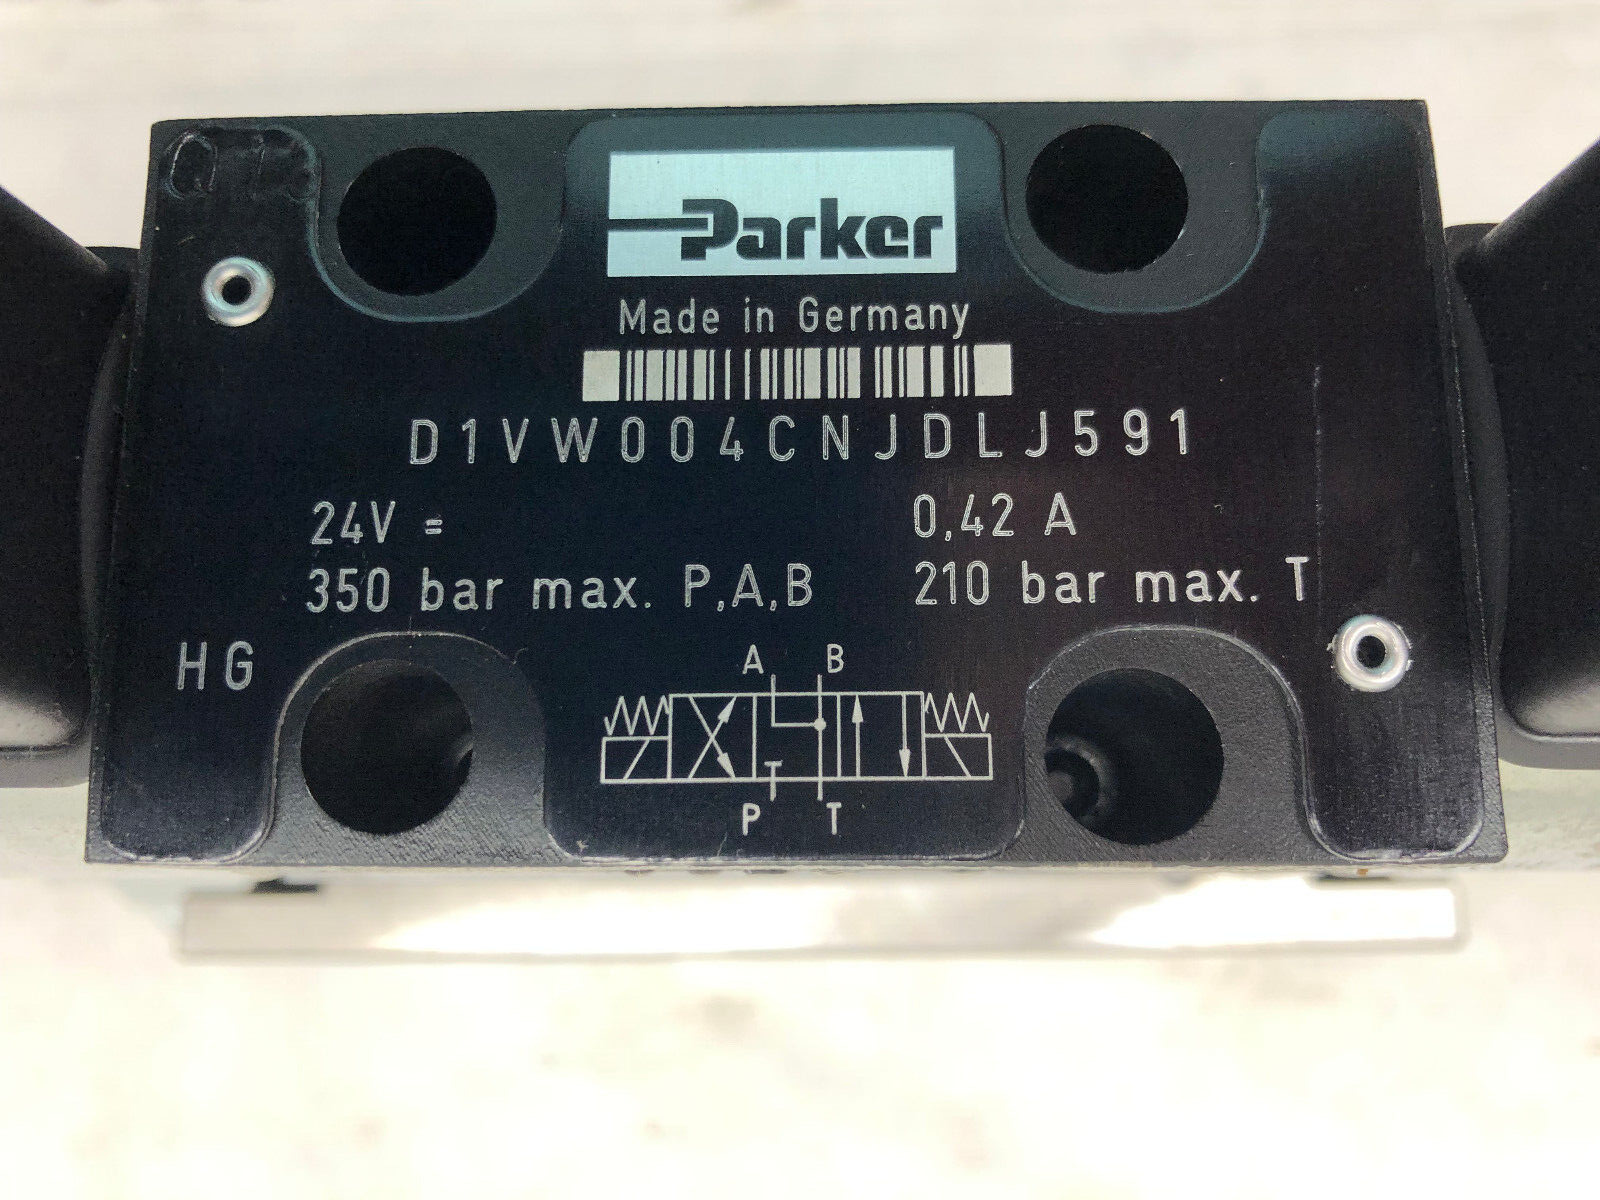 Parker
Made in Germany
D1VW004CNJDLJ591
24V = 0,42 A
350 bar max. P,A,B 210 bar max. T
HG
A B
P T